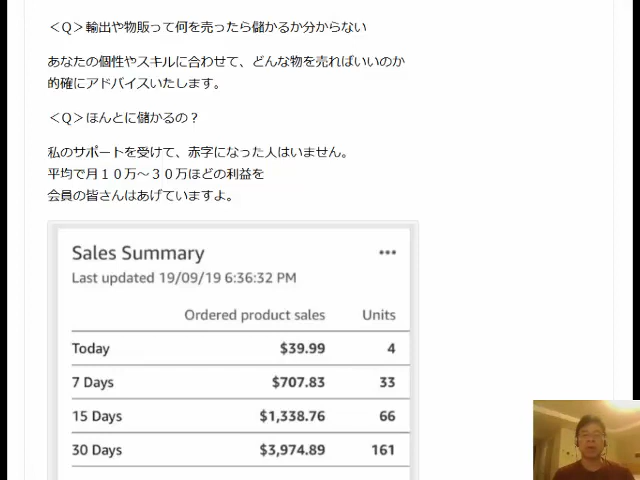 ＜Q＞輸出や物販って何を売ったら儲かるか分からない
あなたの個性やスキルに合わせて、どんな物を売ればいいのか
的確にアドバイスいたします。
＜Q＞ほんとに儲かるの？
私のサポートを受けて、赤字になった人はいません。
平均で月１０万～３０万ほどの利益を
会員の皆さんはあげていますよ。
Sales Summary •••
Last updated 19/09/19 6:36:32 PM
Ordered product sales Units
Today $39.99 4
7 Days $707.83 33
15 Days $1,338.76 66
30 Days $3,974.89 161